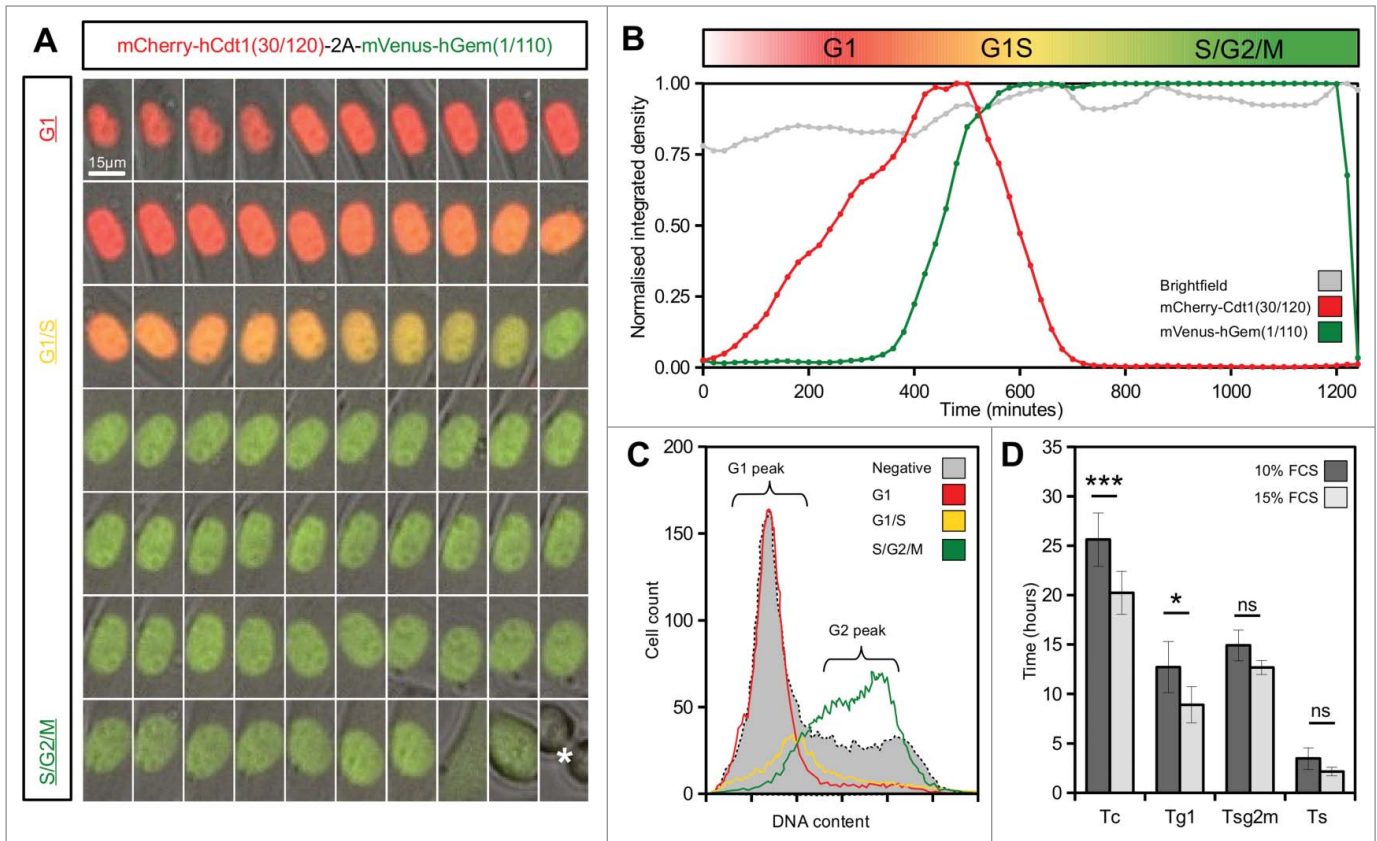 A
mCherry-hCdt1(30/120)-2A-mVenus-hGem(1/110)
G1
15µm
G1/S
S/G2/M
*
B
G1
G1S
S/G2/M
Normalised integrated density
1.00
0.75
0.50
0.25
0.00
Brightfield
mCherry-Cdt1(30/120)
mVenus-hGem(1/110)
0
200
400
600
800
1000
1200
Time (minutes)
C
Cell count
200
150
100
50
0
G1 peak
G2 peak
Negative
G1
G1/S
S/G2/M
DNA content
D
Time (hours)
35
30
25
20
15
10
5
0
10% FCS
15% FCS
***
*
ns
ns
Tc
Tg1
Tsg2m
Ts